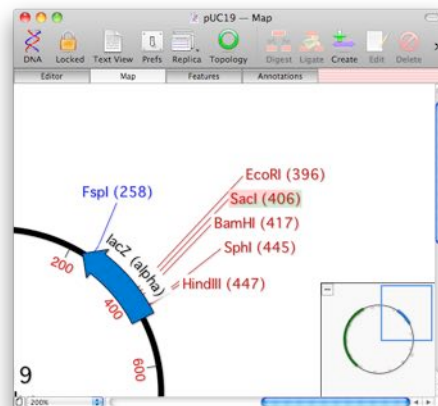 pUC19 — Map
DNA Locked Text View Prefs Replica Topology Digest Ligate Create Edit Delete
Editor Map Features Annotations
EcoRI (396)
FspI (258)
SacI (406)
BamHI (417)
lacZ (alpha)
SphI (445)
200
HindIII (447)
400
600
9
200%